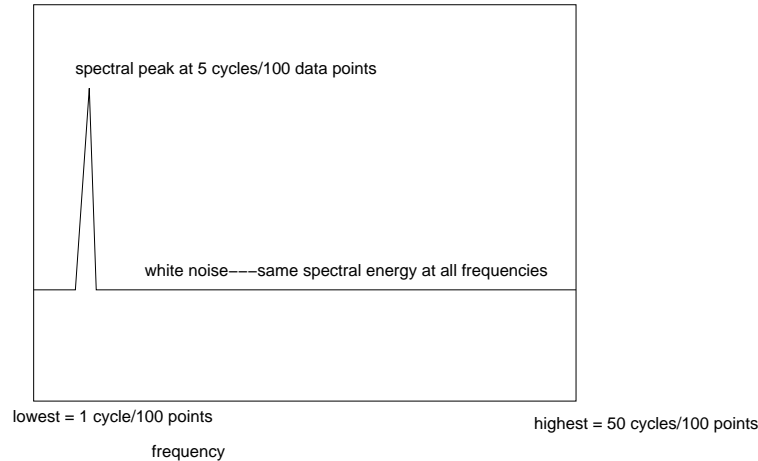 spectral peak at 5 cycles/100 data points
white noise−−−same spectral energy at all frequencies
lowest = 1 cycle/100 points
highest = 50 cycles/100 points
frequency